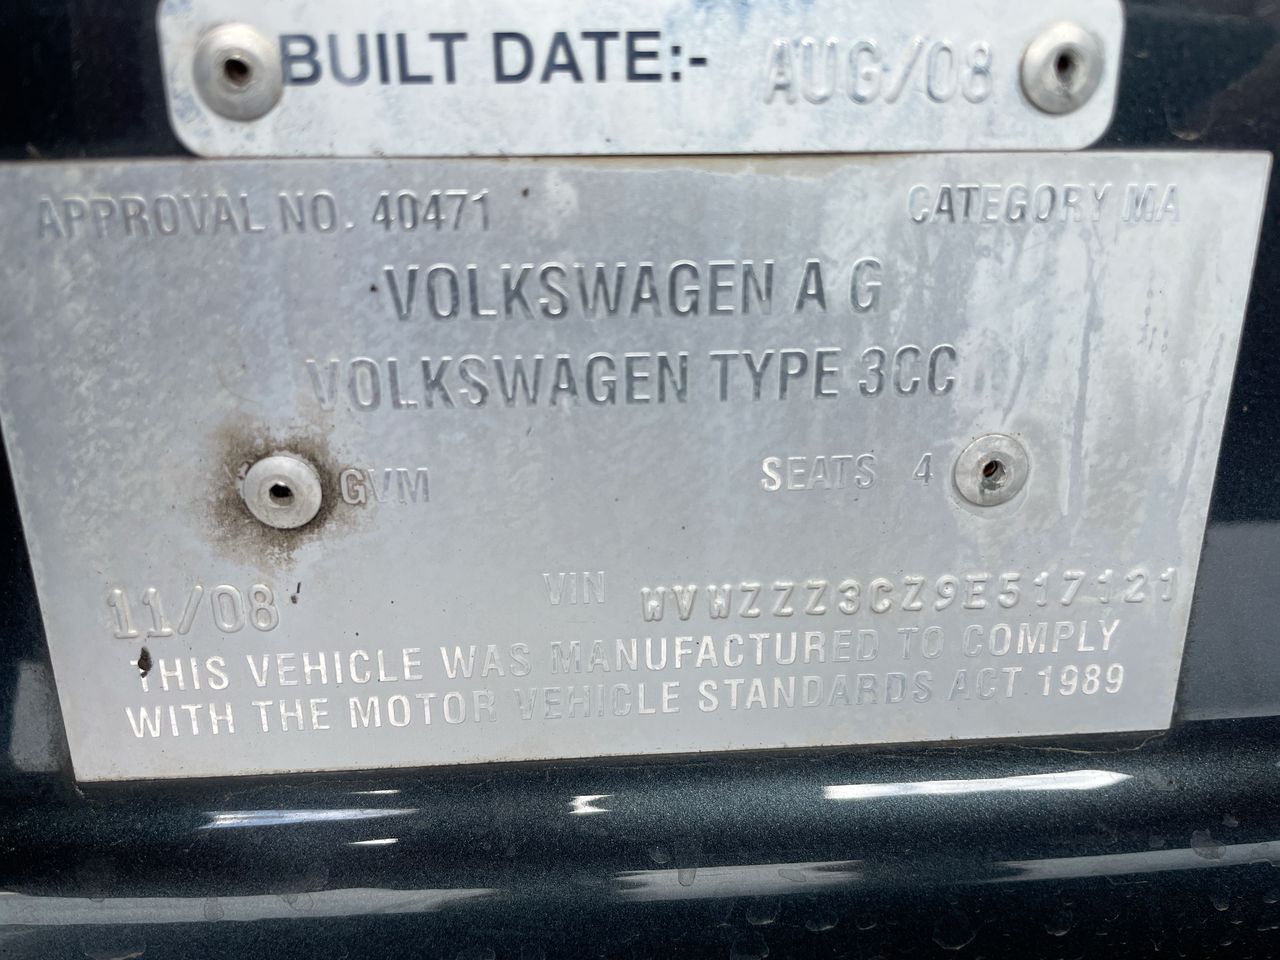 BUILT DATE:- AUG/08
APPROVAL NO. 40471 CATEGORY MA
VOLKSWAGEN A G
VOLKSWAGEN TYPE 3CC
GVM SEATS 4
11/08 VIN WVWZZZ3CZ9E517121
THIS VEHICLE WAS MANUFACTURED TO COMPLY
WITH THE MOTOR VEHICLE STANDARDS ACT 1989